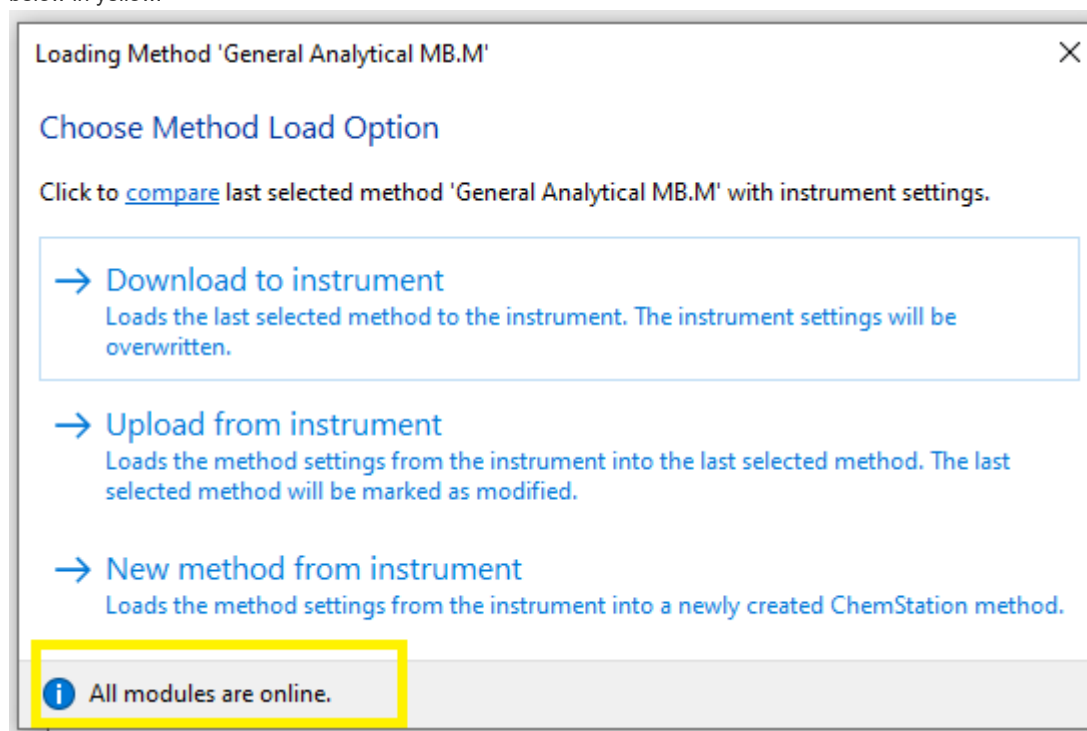 Loading Method 'General Analytical MB.M'
Choose Method Load Option
Click to compare last selected method 'General Analytical MB.M' with instrument settings.
→ Download to instrument
Loads the last selected method to the instrument. The instrument settings will be
overwritten.
→ Upload from instrument
Loads the method settings from the instrument into the last selected method. The last
selected method will be marked as modified.
→ New method from instrument
Loads the method settings from the instrument into a newly created ChemStation method.
All modules are online.